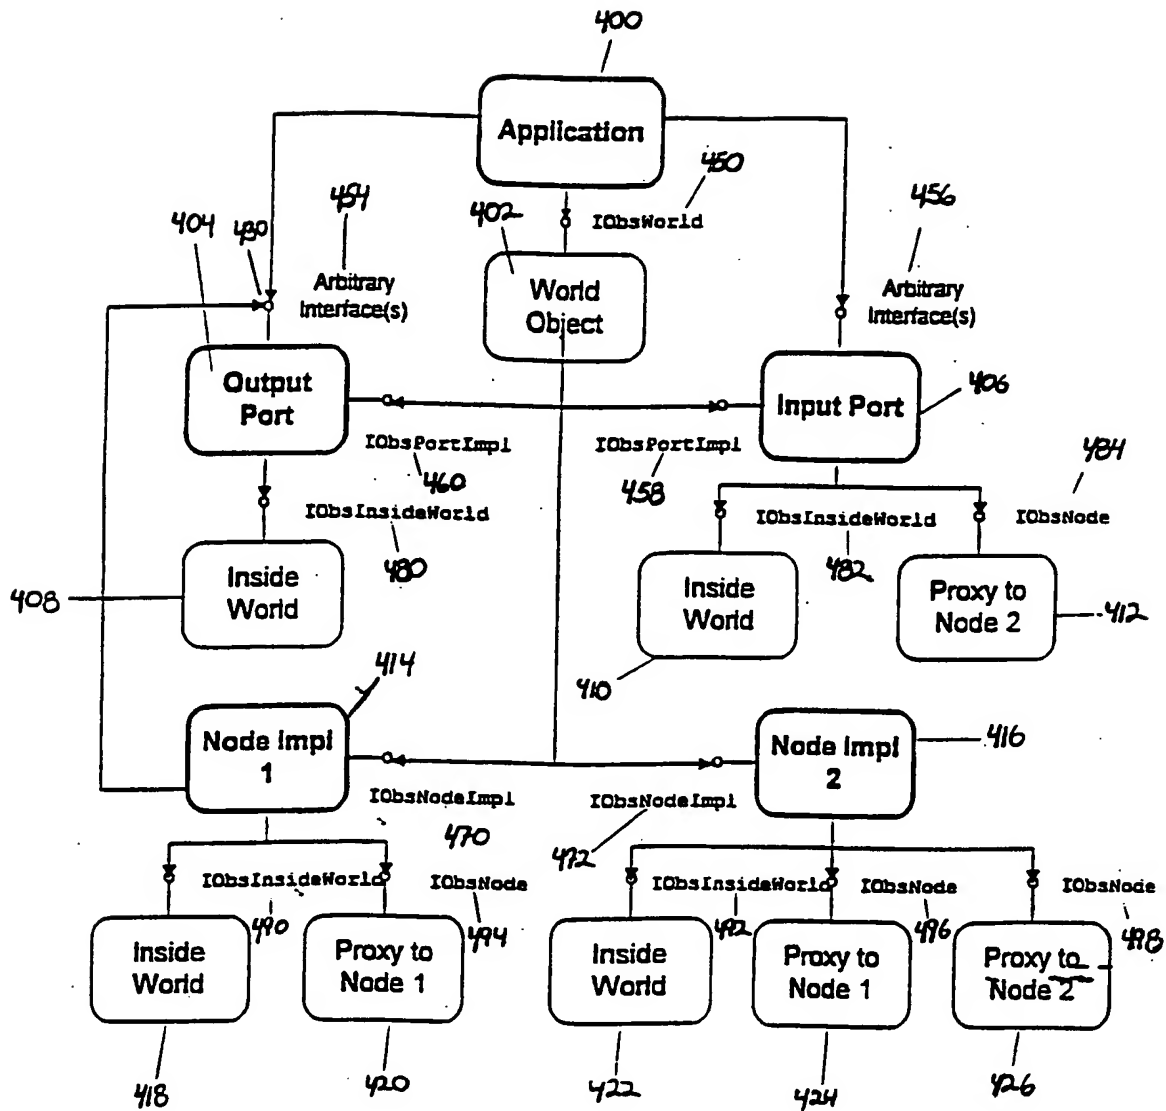 400
Application
450
402
IObsWorld
454
404
430
456
Arbitrary
Interface(s)
World
Object
Arbitrary
Interface(s)
Output
Port
Input Port
406
IObsPortImpl
460
IObsPortImpl
458
484
IObsInsideWorld
480
IObsInsideWorld
482
IObsNode
408
Inside
World
Inside
World
Proxy to
Node 2
412
410
414
Node Impl
1
Node Impl
2
416
IObsNodeImpl
470
IObsNodeImpl
472
IObsInsideWorld
490
IObsNode
494
IObsInsideWorld
492
IObsNode
496
IObsNode
498
Inside
World
Proxy to
Node 1
Inside
World
Proxy to
Node 1
Proxy to
Node 2
418
420
422
424
426